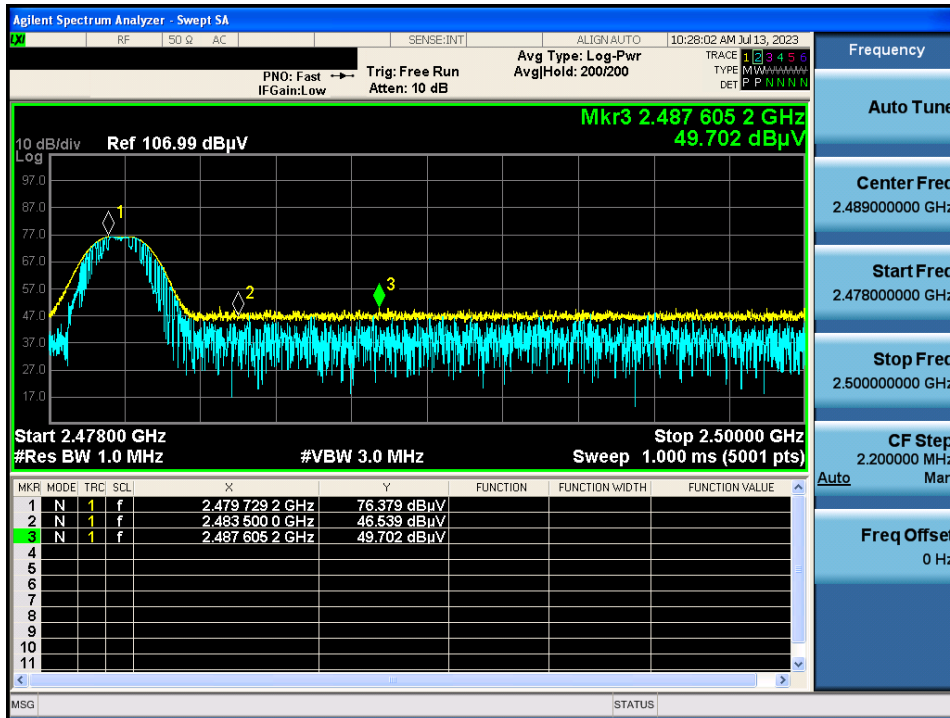 Agilent Spectrum Analyzer - Swept SA
LXI RF 50 Ω AC SENSE:INT ALIGN AUTO 10:28:02 AM Jul 13, 2023
Frequency
PNO: Fast
IFGain:Low
Trig: Free Run
Atten: 10 dB
Avg Type: Log-Pwr
Avg|Hold: 200/200
TRACE 1 2 3 4 5 6
TYPE M W
DET P P N N N N
Auto Tune
Mkr3 2.487 605 2 GHz
49.702 dBµV
10 dB/div Ref 106.99 dBµV
Log
97.0
87.0
77.0
67.0
57.0
47.0
37.0
27.0
17.0
1
2
3
Center Freq
2.489000000 GHz
Start Freq
2.478000000 GHz
Stop Freq
2.500000000 GHz
Start 2.47800 GHz Stop 2.50000 GHz
#Res BW 1.0 MHz #VBW 3.0 MHz Sweep 1.000 ms (5001 pts)
CF Step
2.200000 MHz
Auto Man
MKR MODE TRC SCL X Y FUNCTION FUNCTION WIDTH FUNCTION VALUE
1 N 1 f 2.479 729 2 GHz 76.379 dBµV
2 N 1 f 2.483 500 0 GHz 46.539 dBµV
3 N 1 f 2.487 605 2 GHz 49.702 dBµV
4
5
6
7
8
9
10
11
Freq Offset
0 Hz
MSG STATUS